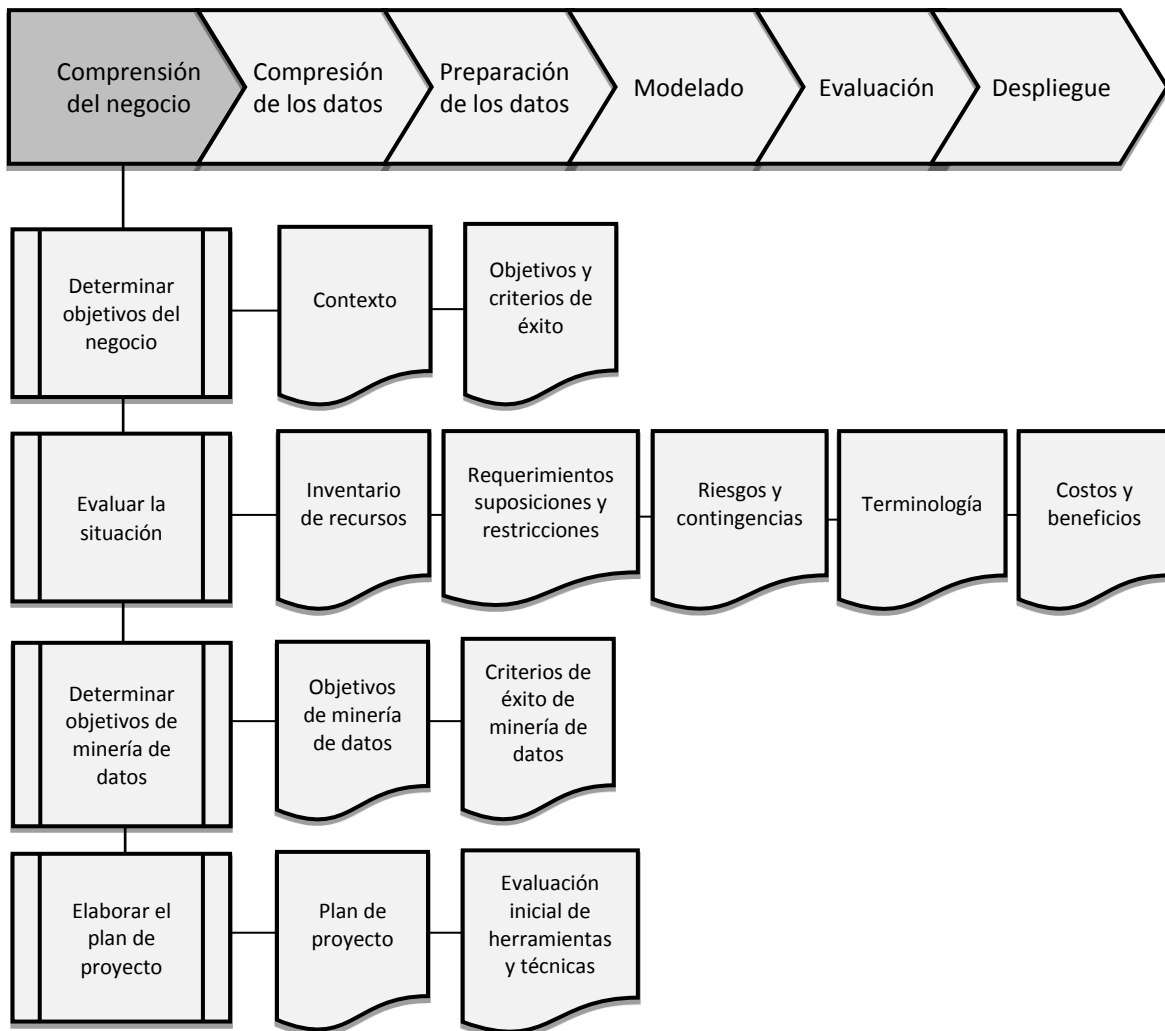 Comprensión
del negocio
Compresión
de los datos
Preparación
de los datos
Modelado
Evaluación
Despliegue
Determinar
objetivos del
negocio
Contexto
Objetivos y
criterios de
éxito
Evaluar la
situación
Inventario
de recursos
Requerimientos
suposiciones y
restricciones
Riesgos y
contingencias
Terminología
Costos y
beneficios
Determinar
objetivos de
minería de
datos
Objetivos
de minería
de datos
Criterios de
éxito de
minería de
datos
Elaborar el
plan de
proyecto
Plan de
proyecto
Evaluación
inicial de
herramientas
y técnicas